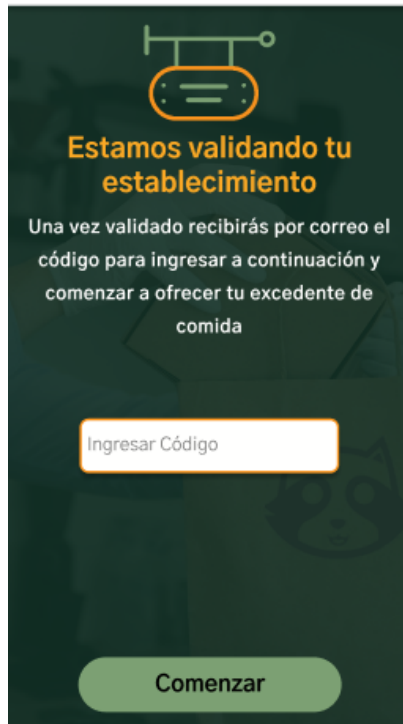 Estamos validando tu
establecimiento
Una vez validado recibirás por correo el
código para ingresar a continuación y
comenzar a ofrecer tu excedente de
comida
Ingresar Código
Comenzar